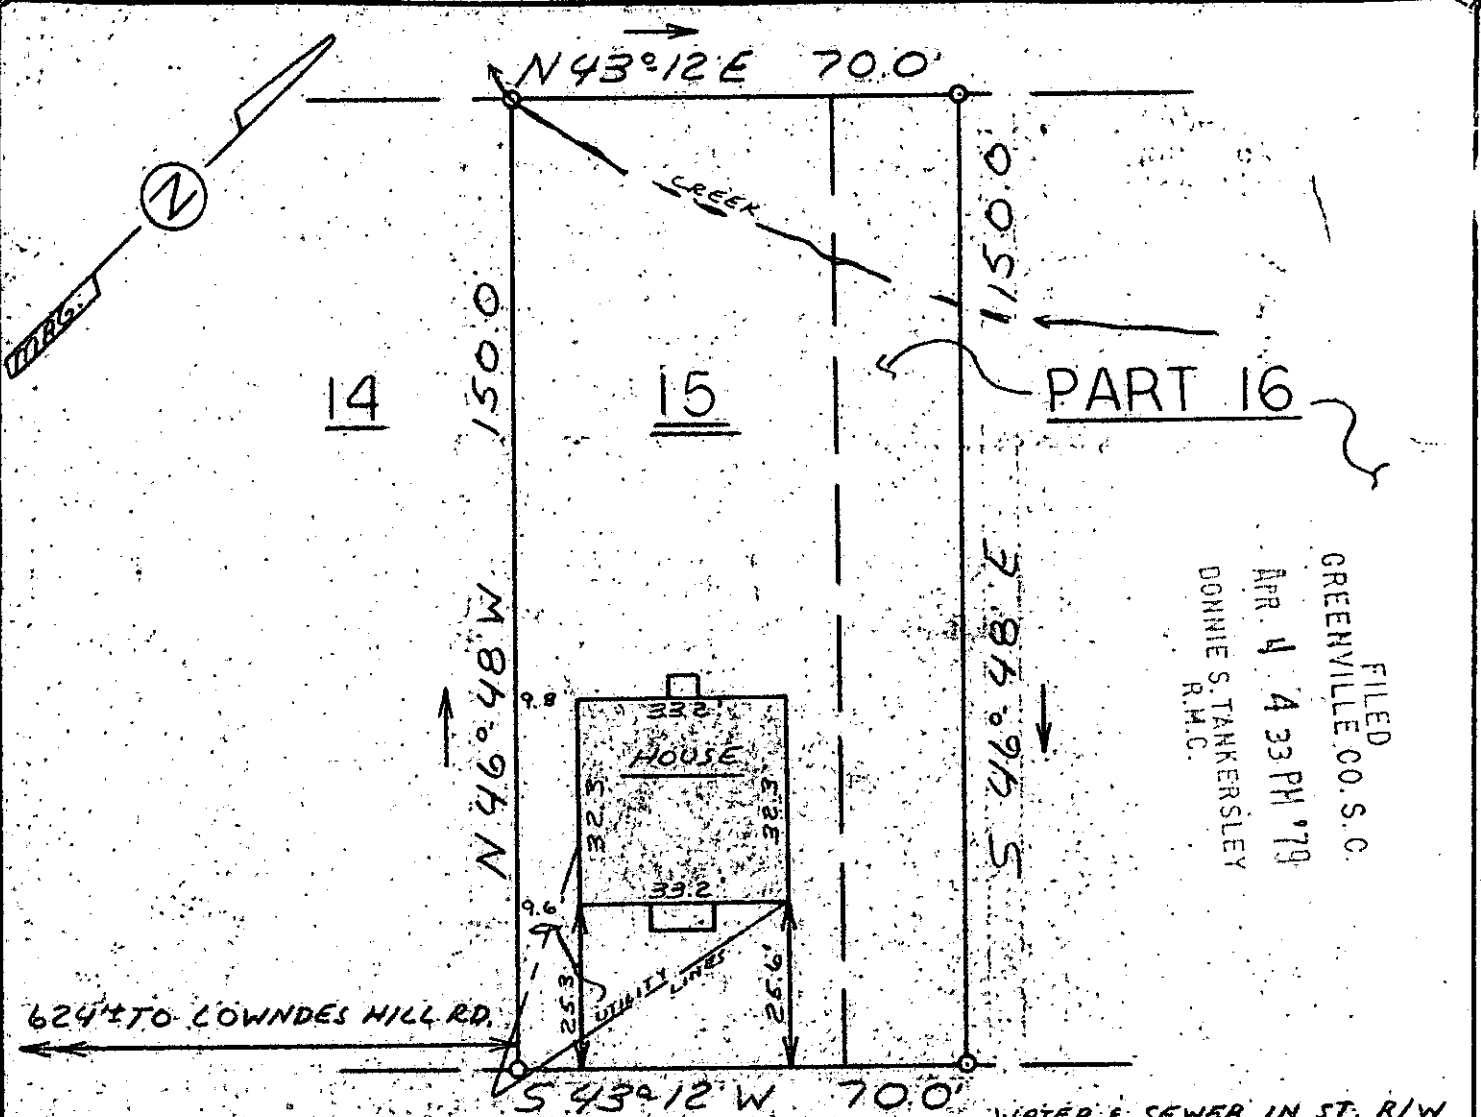 N 43°-12' E 70.0'
N
MAG.
CREEK
150.0
150.0
14
15
PART 16
N 46°-48' W
S 46°-48' E
9.8
33.2'
HOUSE
32.3
32.3
33.2'
9.6
25.3
UTILITY LINES
25.6'
624'± TO LOWNDES HILL RD.
S 43°-12' W 70.0'
WATER & SEWER IN ST. R/W
FILED
GREENVILLE CO. S. C.
APR. 4 4 33 PM '79
DONNIE S. TANKERSLEY
R.M.C.